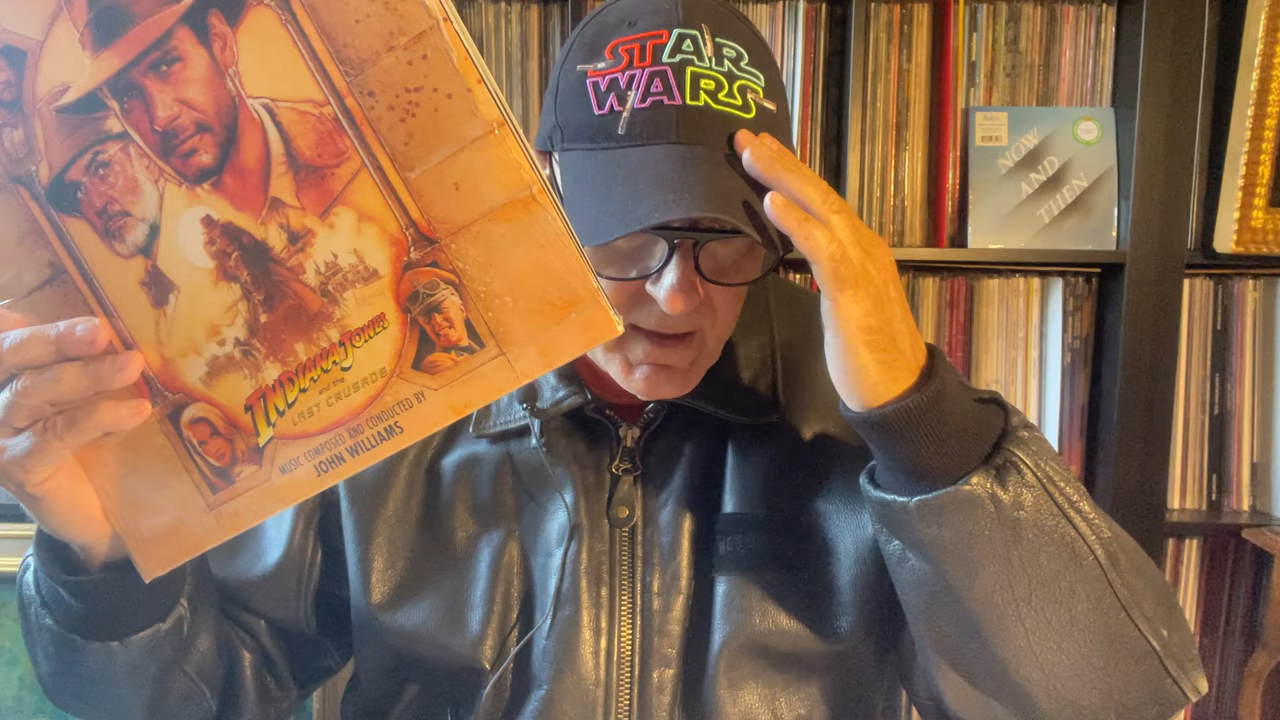 STAR
WARS
NOW
AND
THEN
INDIANA JONES
and the
LAST CRUSADE
MUSIC COMPOSED AND CONDUCTED BY
JOHN WILLIAMS